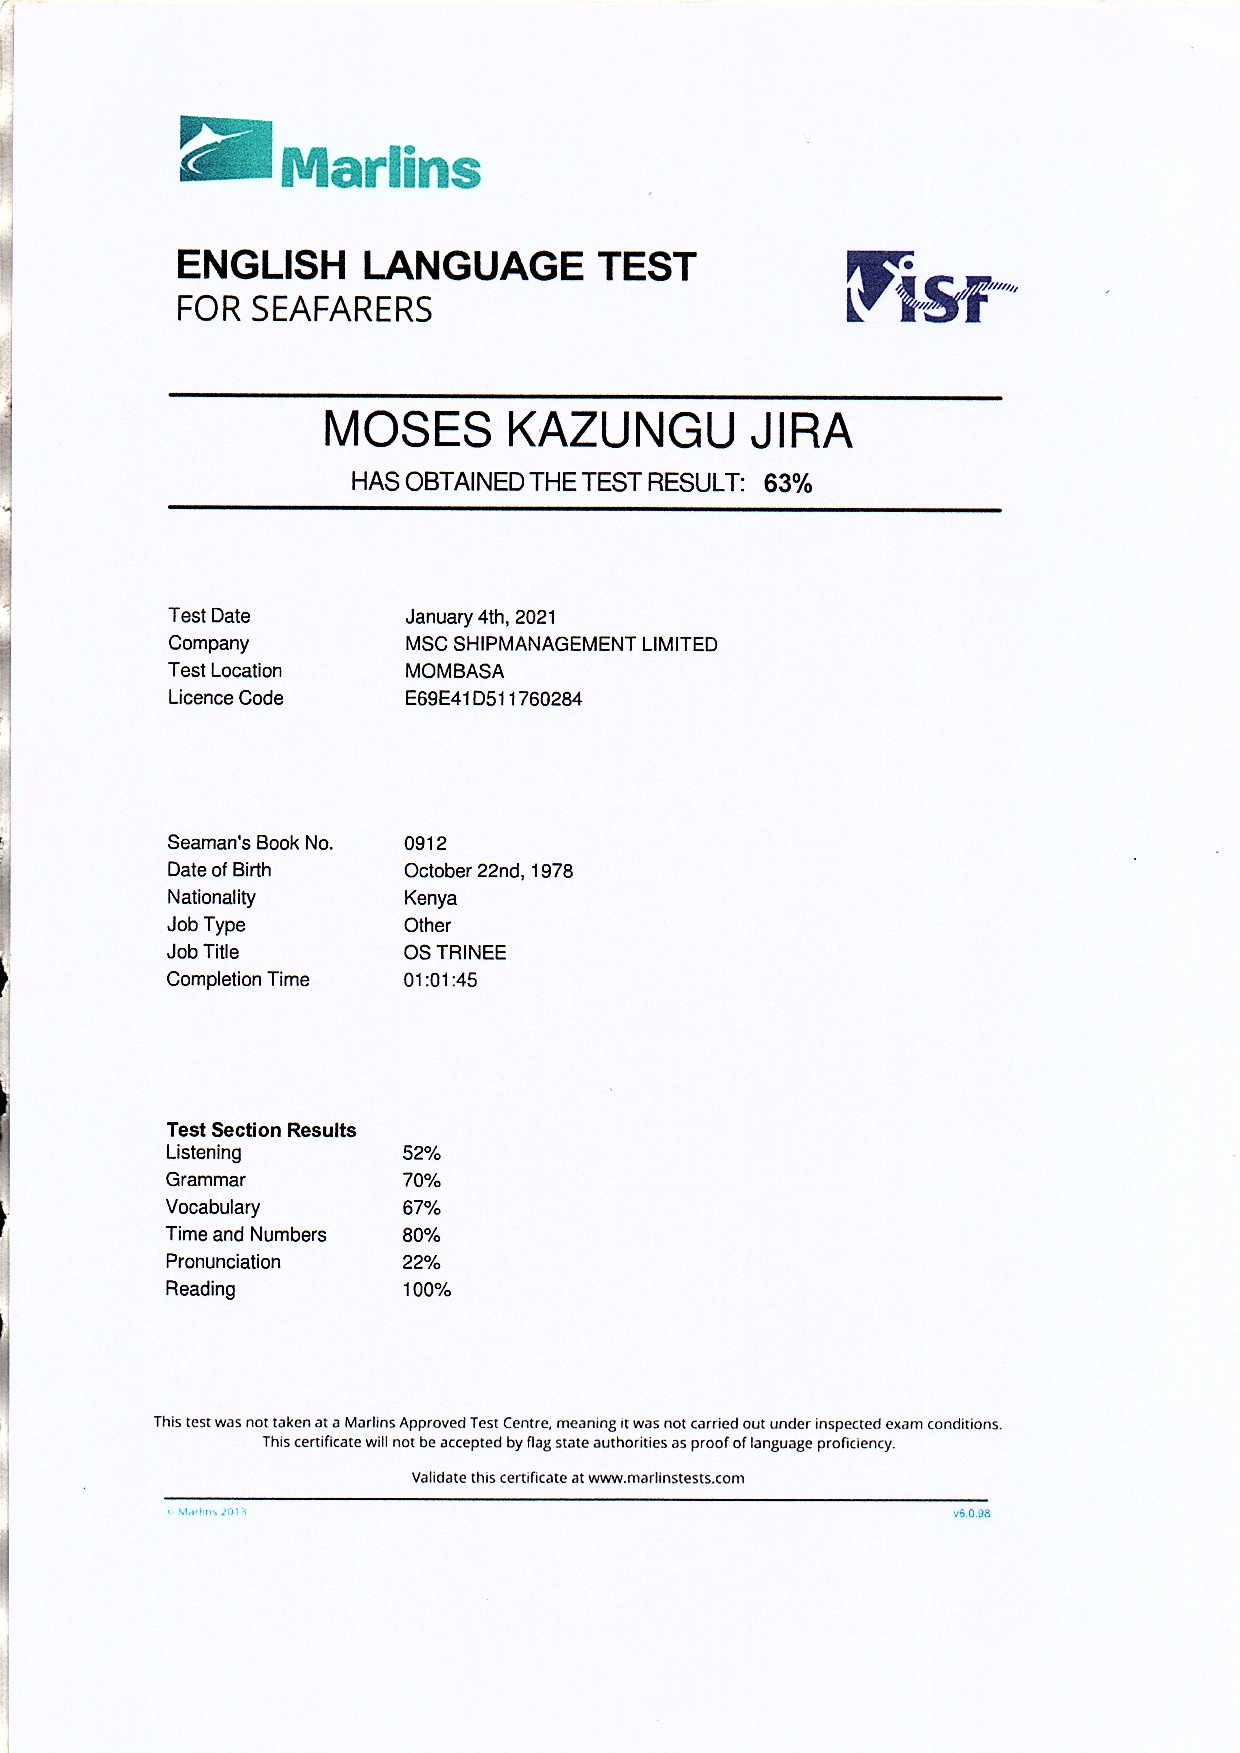 Marlins
ENGLISH LANGUAGE TEST
FOR SEAFARERS
iSF
MOSES KAZUNGU JIRA
HAS OBTAINED THE TEST RESULT: 63%
Test Date January 4th, 2021
Company MSC SHIPMANAGEMENT LIMITED
Test Location MOMBASA
Licence Code E69E41D511760284
Seaman's Book No. 0912
Date of Birth October 22nd, 1978
Nationality Kenya
Job Type Other
Job Title OS TRINEE
Completion Time 01:01:45
Test Section Results
Listening 52%
Grammar 70%
Vocabulary 67%
Time and Numbers 80%
Pronunciation 22%
Reading 100%
This test was not taken at a Marlins Approved Test Centre, meaning it was not carried out under inspected exam conditions.
This certificate will not be accepted by flag state authorities as proof of language proficiency.
Validate this certificate at www.marlinstests.com
© Marlins 2013 v6.0.98